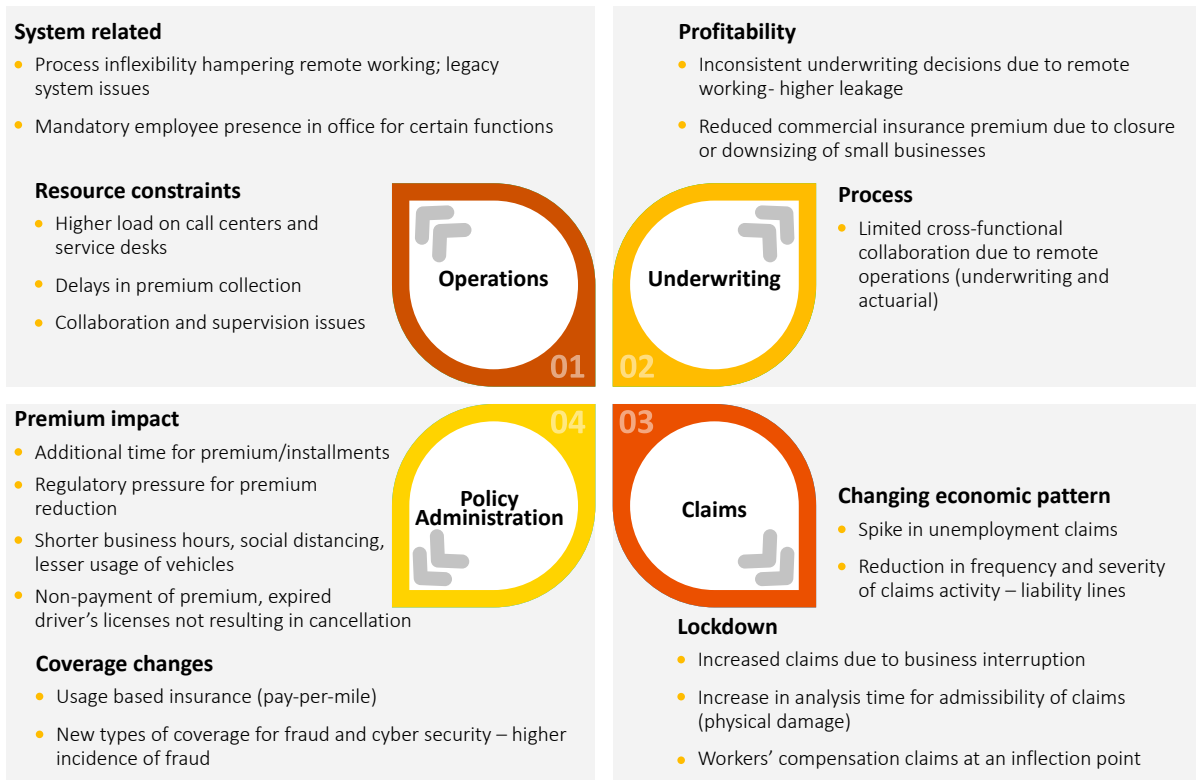 System related
Process inflexibility hampering remote working; legacy
system issues
Mandatory employee presence in office for certain functions
Resource constraints
Higher load on call centers and
service desks
Delays in premium collection
Collaboration and supervision issues
Operations
01
Profitability
Inconsistent underwriting decisions due to remote
working- higher leakage
Reduced commercial insurance premium due to closure
or downsizing of small businesses
Process
Limited cross-functional
collaboration due to remote
operations (underwriting and
actuarial)
Underwriting
02
Premium impact
Additional time for premium/installments
Regulatory pressure for premium
reduction
Shorter business hours, social distancing,
lesser usage of vehicles
Non-payment of premium, expired
driver’s licenses not resulting in cancellation
Coverage changes
Usage based insurance (pay-per-mile)
New types of coverage for fraud and cyber security – higher
incidence of fraud
04
Policy
Administration
03
Claims
Changing economic pattern
Spike in unemployment claims
Reduction in frequency and severity
of claims activity – liability lines
Lockdown
Increased claims due to business interruption
Increase in analysis time for admissibility of claims
(physical damage)
Workers’ compensation claims at an inflection point